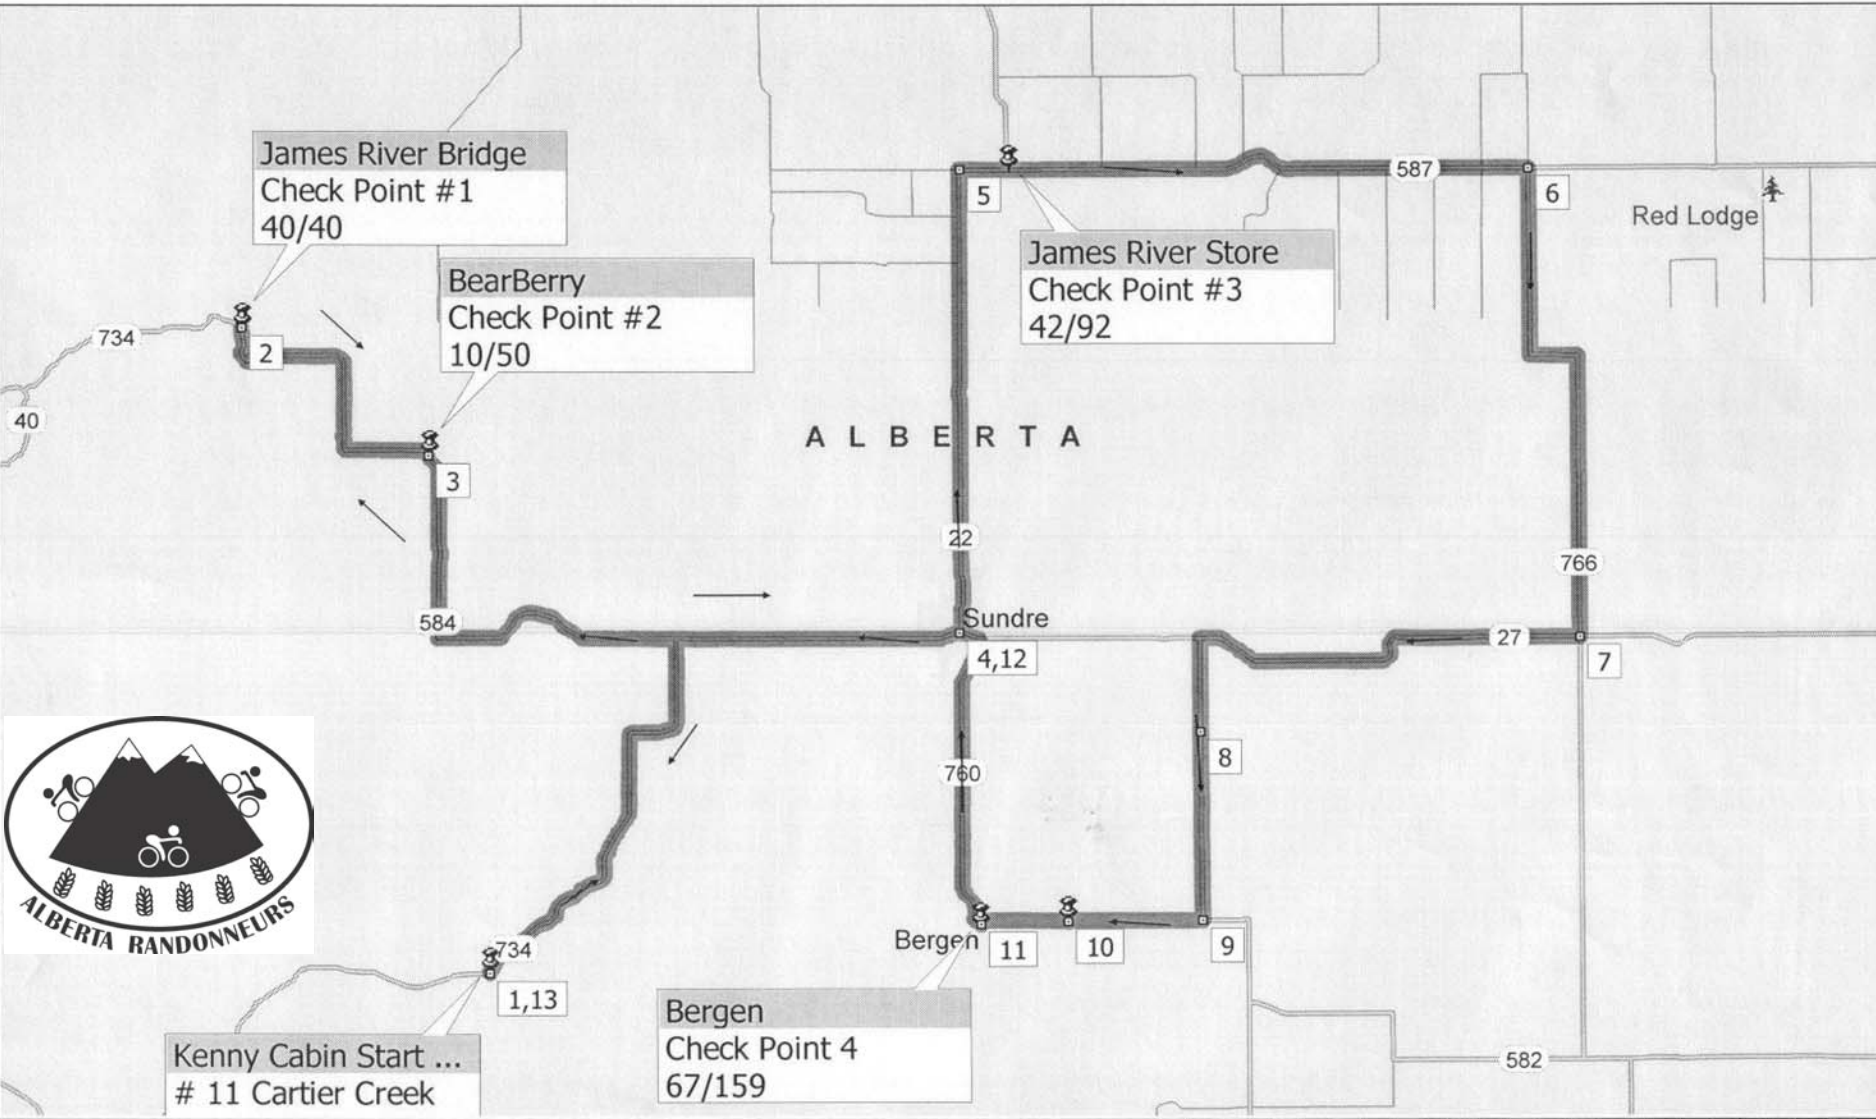 James River Bridge
Check Point #1
40/40
BearBerry
Check Point #2
10/50
James River Store
Check Point #3
42/92
587
5
6
Red Lodge
734
2
40
3
ALBERTA
22
766
584
Sundre
4,12
27
7
8
760
ALBERTA RANDONNEURS
Bergen
11
10
9
734
1,13
Kenny Cabin Start ...
# 11 Cartier Creek
Bergen
Check Point 4
67/159
582